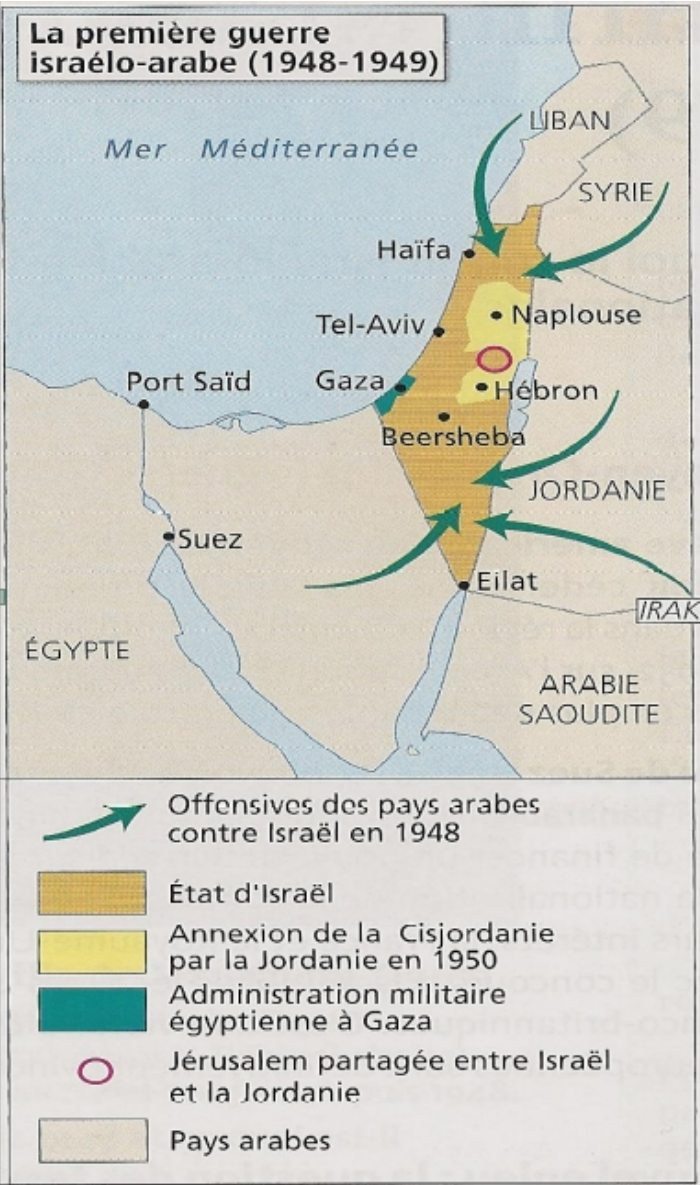 La première guerre
israélo-arabe (1948-1949)
Mer Méditerranée
LIBAN
SYRIE
Haïfa
Naplouse
Tel-Aviv
Port Saïd
Gaza
Hébron
Beersheba
JORDANIE
Suez
Eilat
IRAK
ÉGYPTE
ARABIE
SAOUDITE
Offensives des pays arabes
contre Israël en 1948
État d'Israël
Annexion de la Cisjordanie
par la Jordanie en 1950
Administration militaire
égyptienne à Gaza
Jérusalem partagée entre Israël
et la Jordanie
Pays arabes